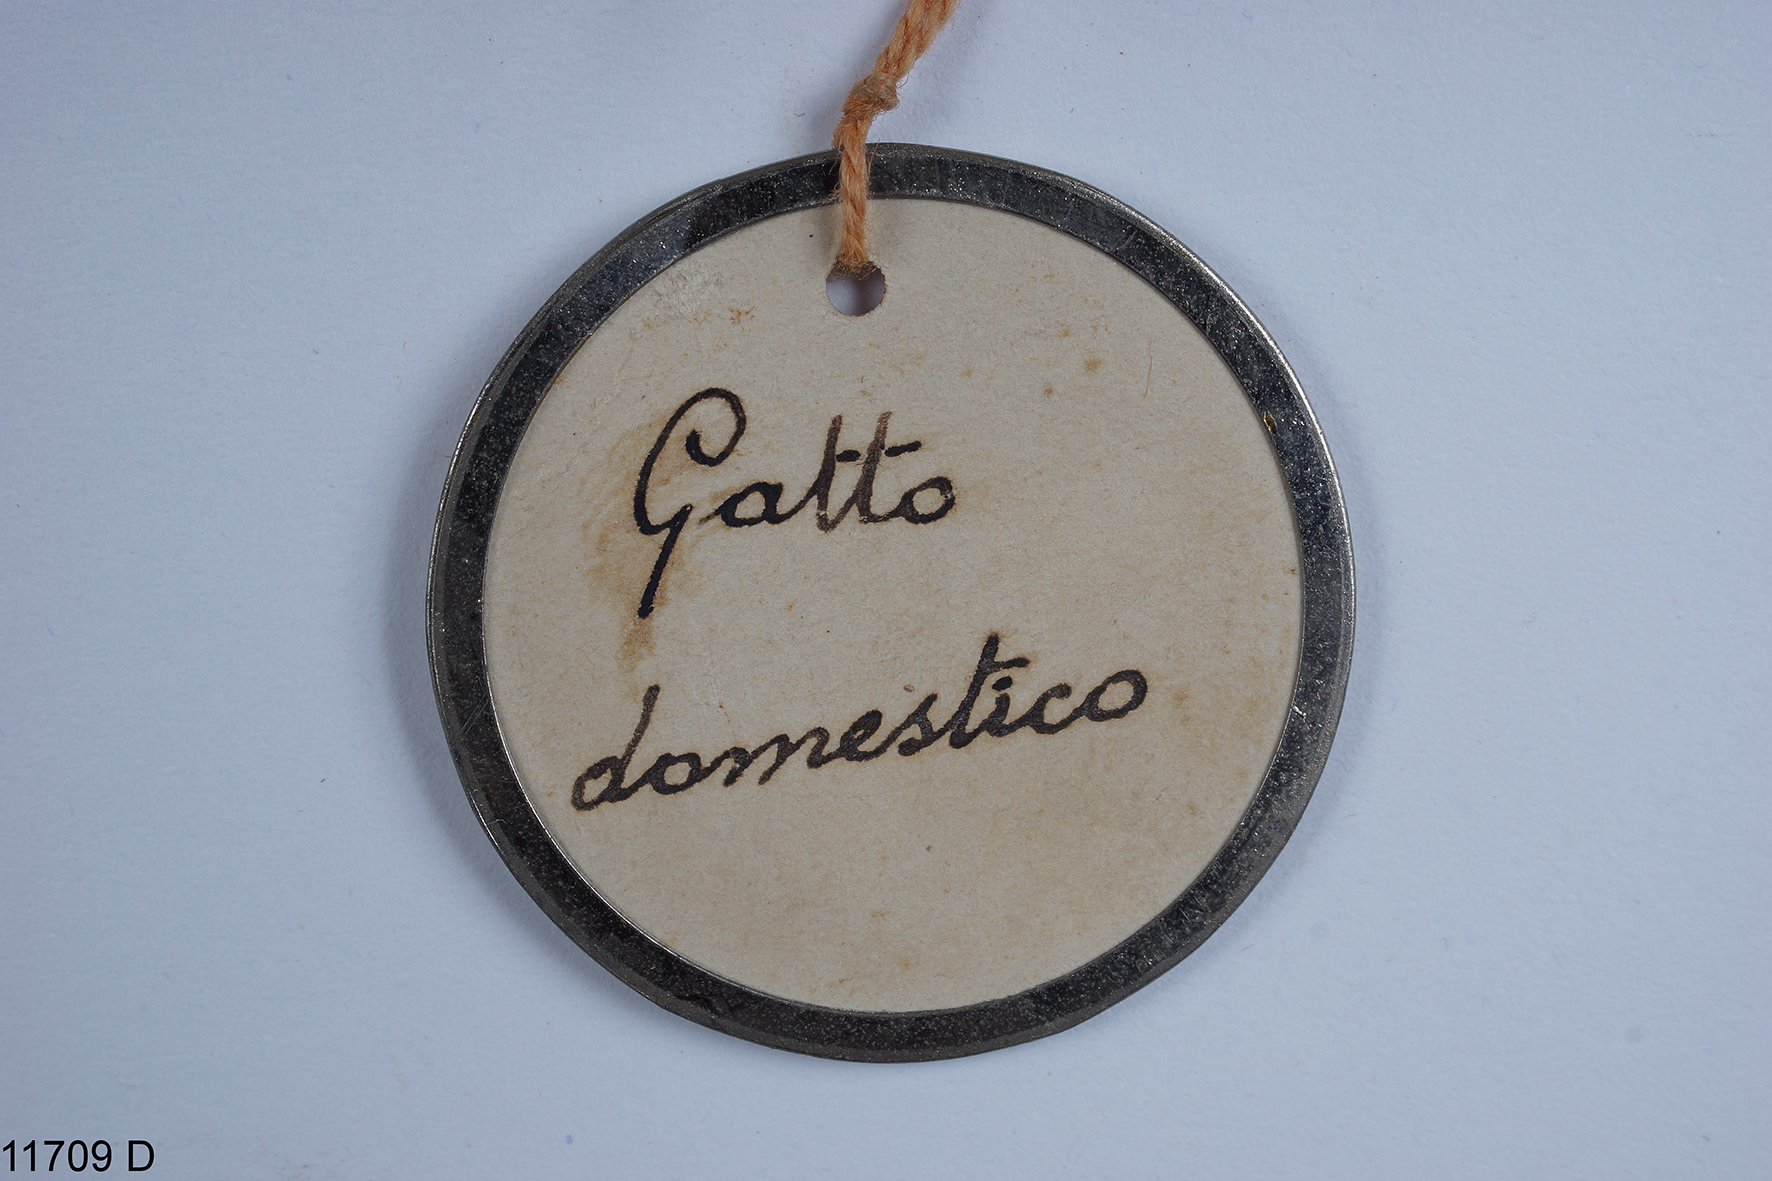 Gatto
domestico
11709 D